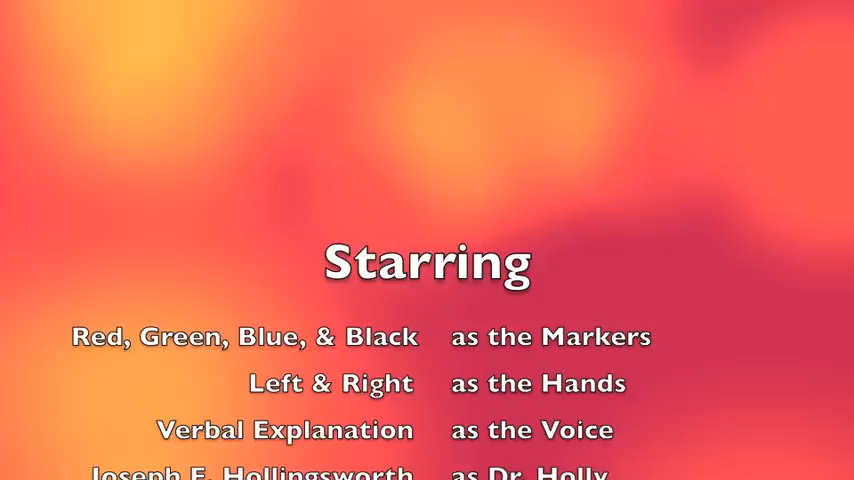 Starring
Red, Green, Blue, & Black as the Markers
Left & Right as the Hands
Verbal Explanation as the Voice
Joseph F. Hollingsworth as Dr. Holly